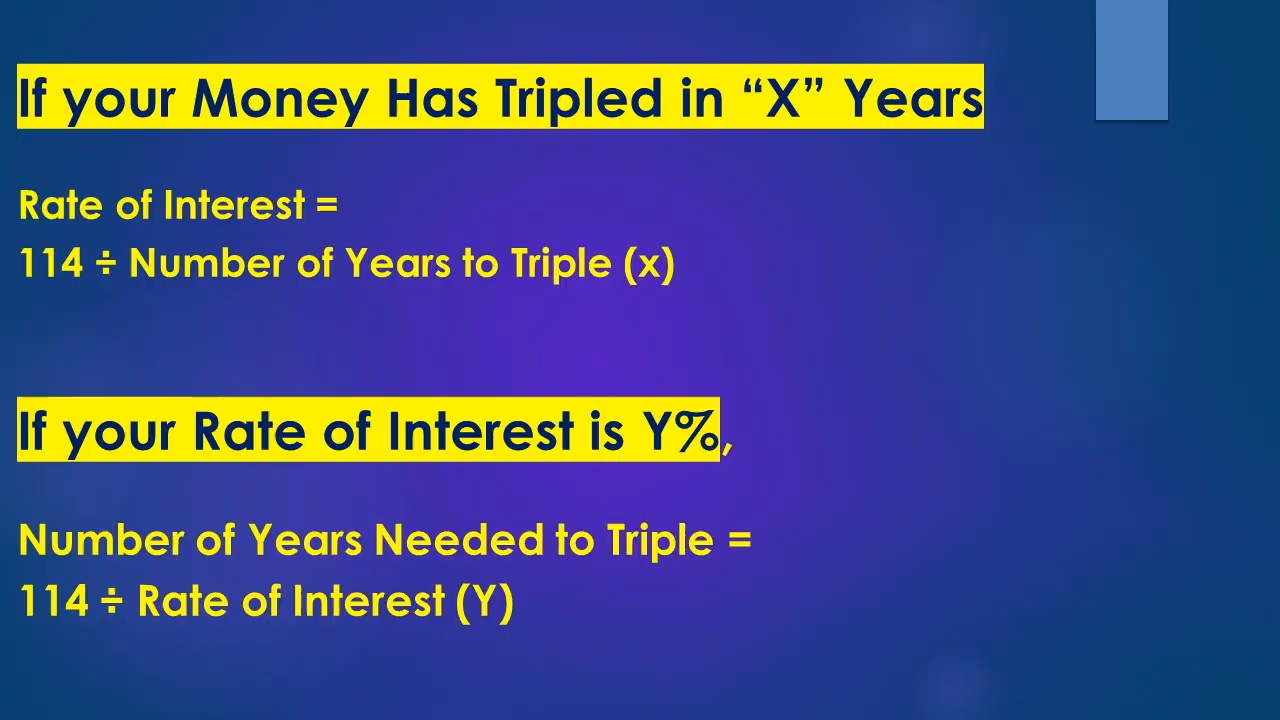 If your Money Has Tripled in “X” Years
Rate of Interest =
114 ÷ Number of Years to Triple (x)
If your Rate of Interest is Y%,
Number of Years Needed to Triple =
114 ÷ Rate of Interest (Y)